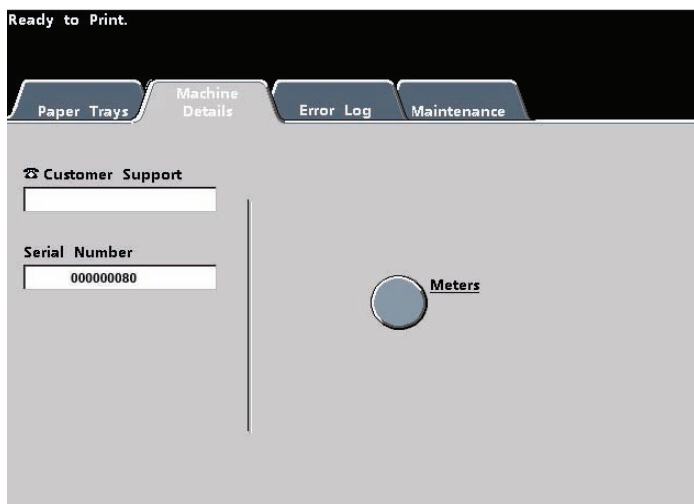 Ready to Print.
Paper Trays
Machine
Details
Error Log
Maintenance
☎ Customer Support
Serial Number
000000080
Meters